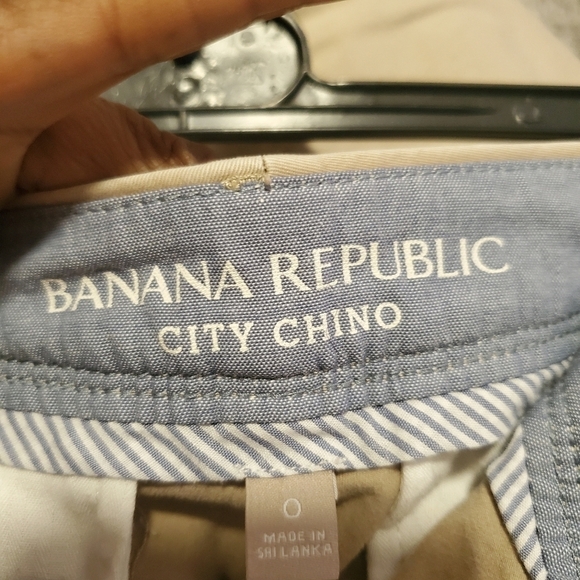 BANANA REPUBLIC
CITY CHINO
0
MADE IN
SRI LANKA